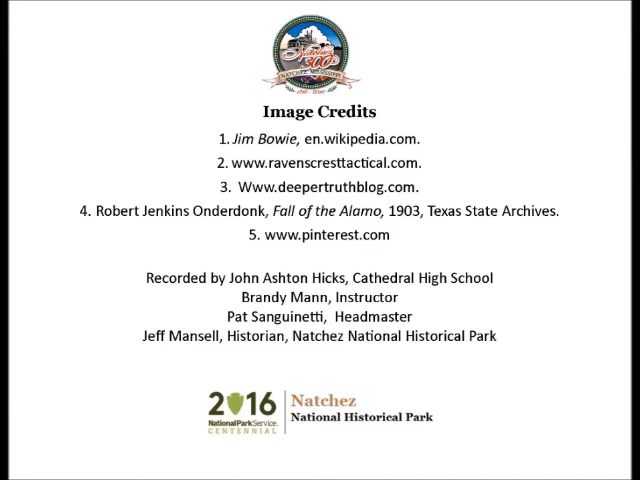 Natchez
300
NATCHEZ, MISSISSIPPI
Image Credits
1. Jim Bowie, en.wikipedia.com.
2. www.ravenscresttactical.com.
3. Www.deepertruthblog.com.
4. Robert Jenkins Onderdonk, Fall of the Alamo, 1903, Texas State Archives.
5. www.pinterest.com
Recorded by John Ashton Hicks, Cathedral High School
Brandy Mann, Instructor
Pat Sanguinetti, Headmaster
Jeff Mansell, Historian, Natchez National Historical Park
2016
National Park Service
CENTENNIAL
Natchez
National Historical Park